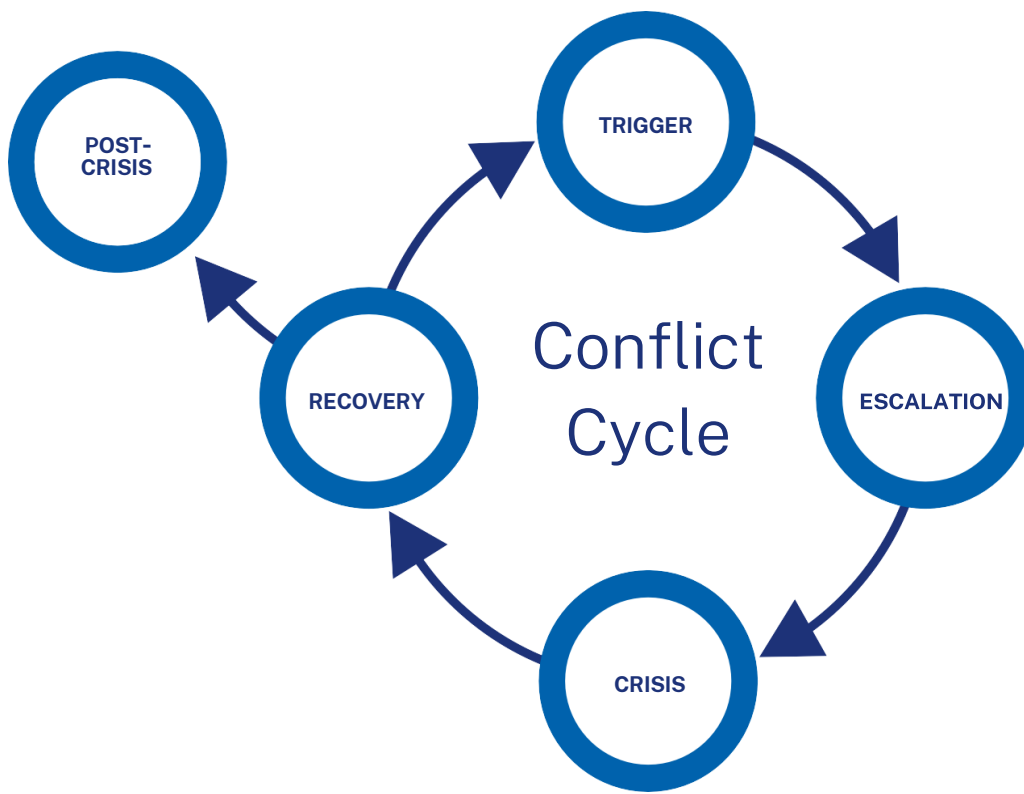 TRIGGER
POST-
CRISIS
Conflict
Cycle
RECOVERY
ESCALATION
CRISIS